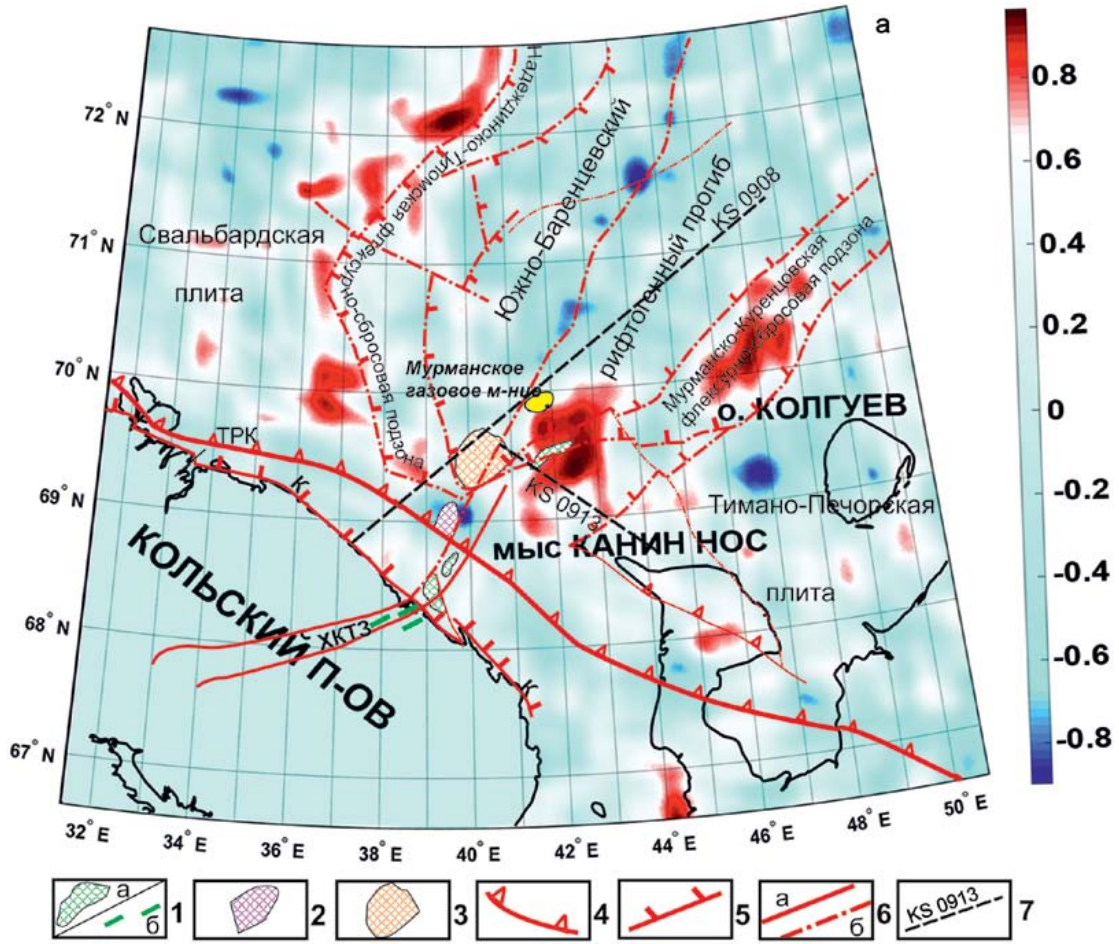 а
72° N
71° N
70° N
69° N
68° N
67° N
32° E
34° E
36° E
38° E
40° E
42° E
44° E
46° E
48° E
50° E
0.8
0.6
0.4
0.2
0
-0.2
-0.4
-0.6
-0.8
Надеждинско-Титомская флексурно-сбросовая подзона
Южно-Баренцевский
рифтогенный прогиб
KS 0908
Свальбардская
плита
Мурманско-Куренцовская
флексурно-сбросовая подзона
Мурманское
газовое м-ние
о. КОЛГУЕВ
ТРК
KS 0913
Тимано-Печорская
плита
мыс КАНИН НОС
КОЛЬСКИЙ П-ОВ
ХКТЗ
К
К
а
б
1
2
3
4
5
а
б
6
KS 0913
7